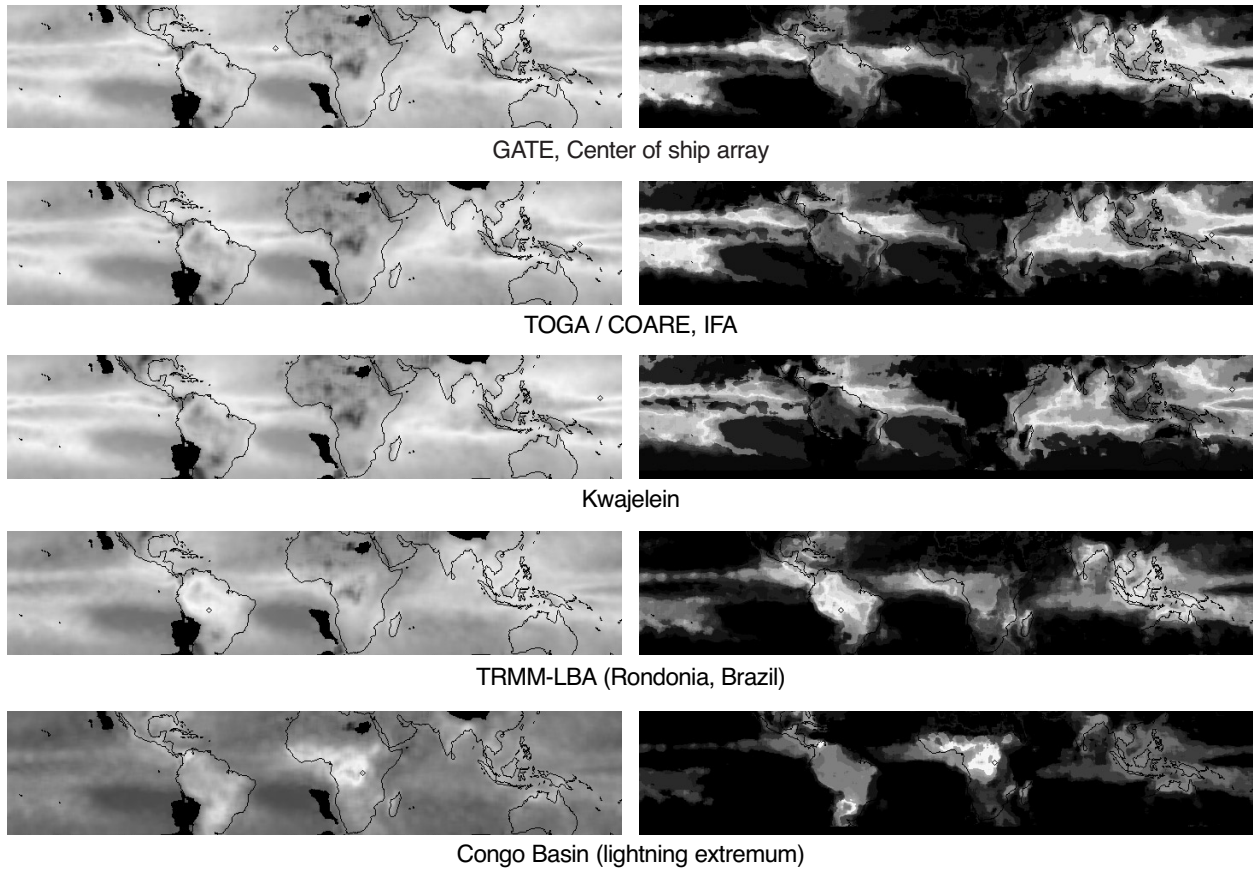 GATE, Center of ship array
TOGA / COARE, IFA
Kwajelein
TRMM-LBA (Rondonia, Brazil)
Congo Basin (lightning extremum)